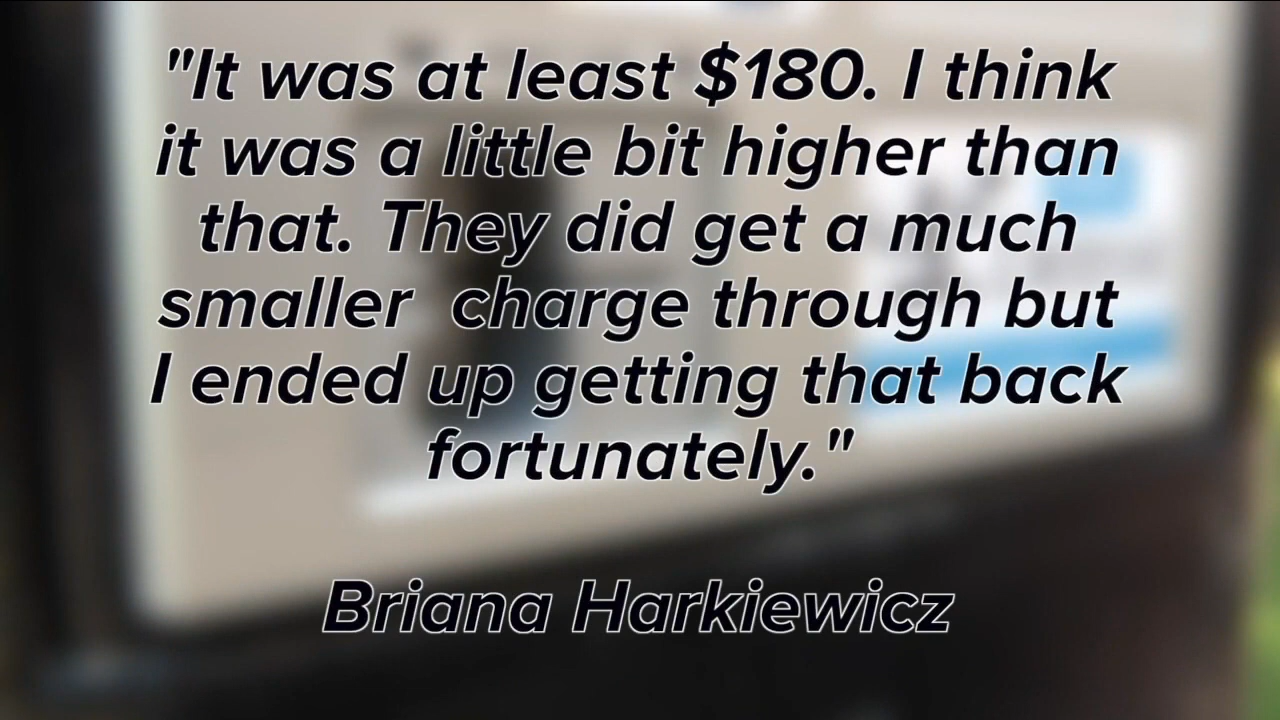 "It was at least $180. I think
it was a little bit higher than
that. They did get a much
smaller  charge through but
I ended up getting that back
fortunately."
Briana Harkiewicz